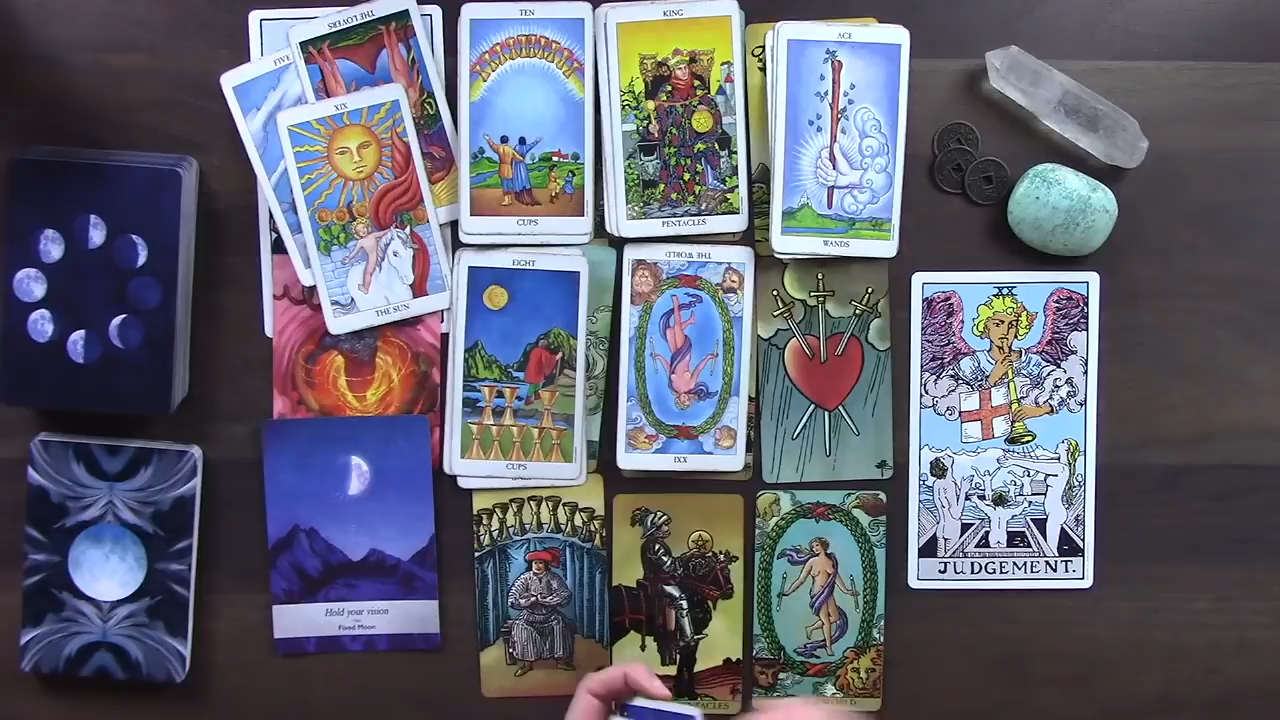 THE LOVERS
FIVE
XIX
THE SUN
TEN
CUPS
KING
PENTACLES
ACE
WANDS
EIGHT
CUPS
THE WORLD
XXI
XX
JUDGEMENT.
Hold your vision
Fixed Moon